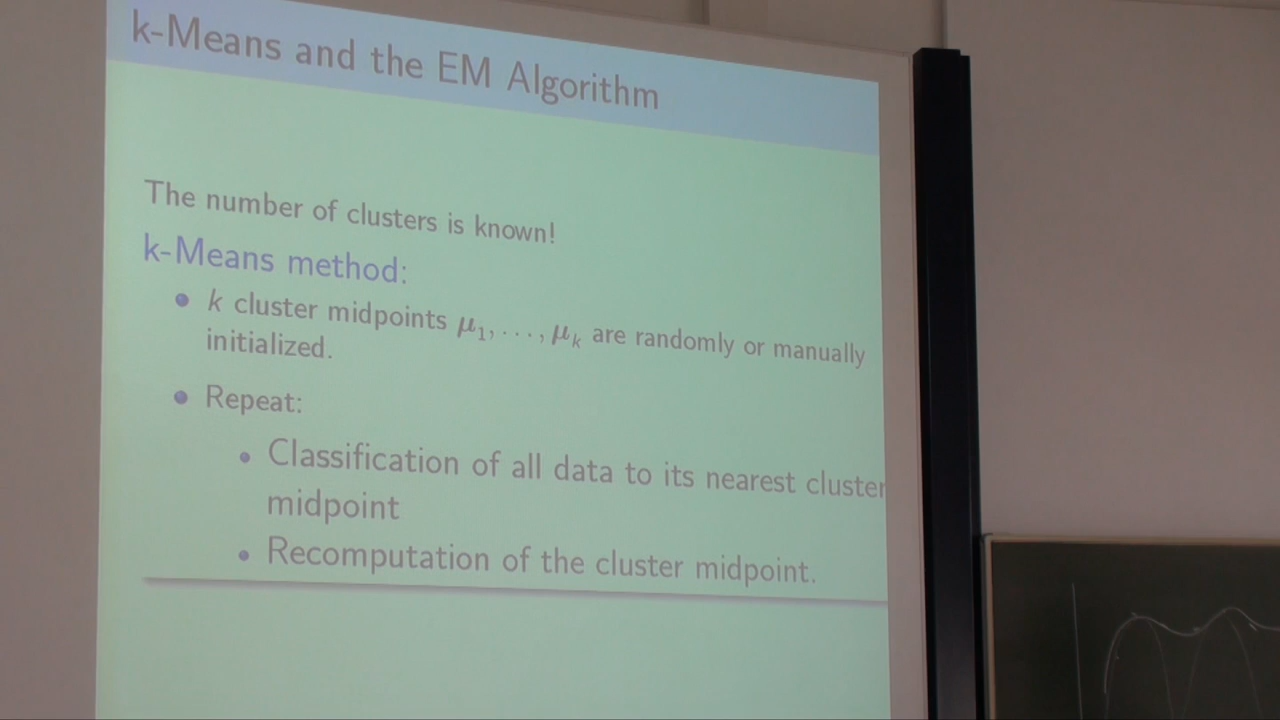 k-Means and the EM Algorithm
The number of clusters is known!
k-Means method:
k cluster midpoints μ₁, . . . , μₖ are randomly or manually
initialized.
Repeat:
Classification of all data to its nearest cluster
midpoint
Recomputation of the cluster midpoint.